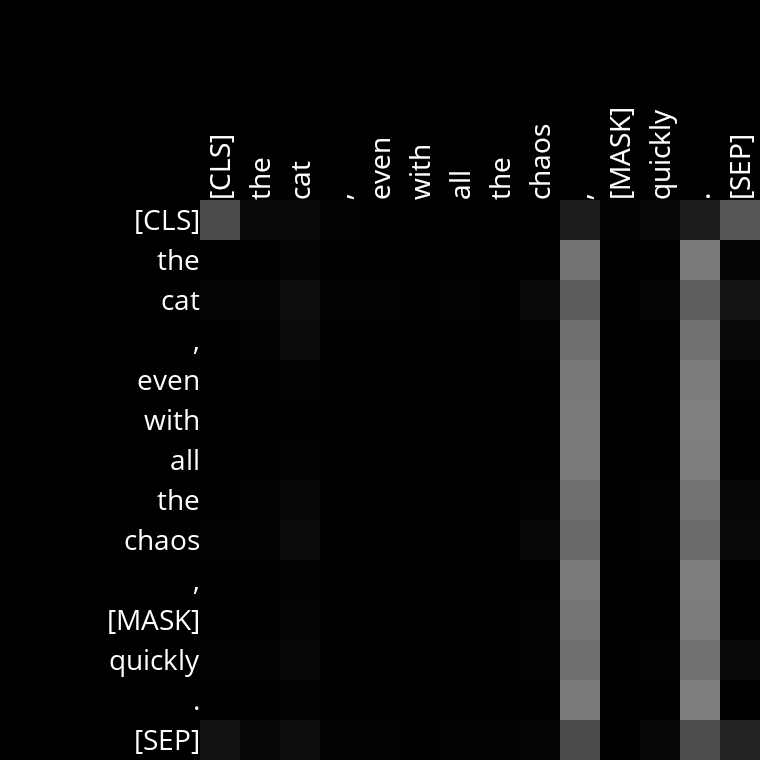 [CLS] the cat , even with all the chaos , [MASK] quickly . [SEP]
[CLS]
the
cat
,
even
with
all
the
chaos
,
[MASK]
quickly
.
[SEP]